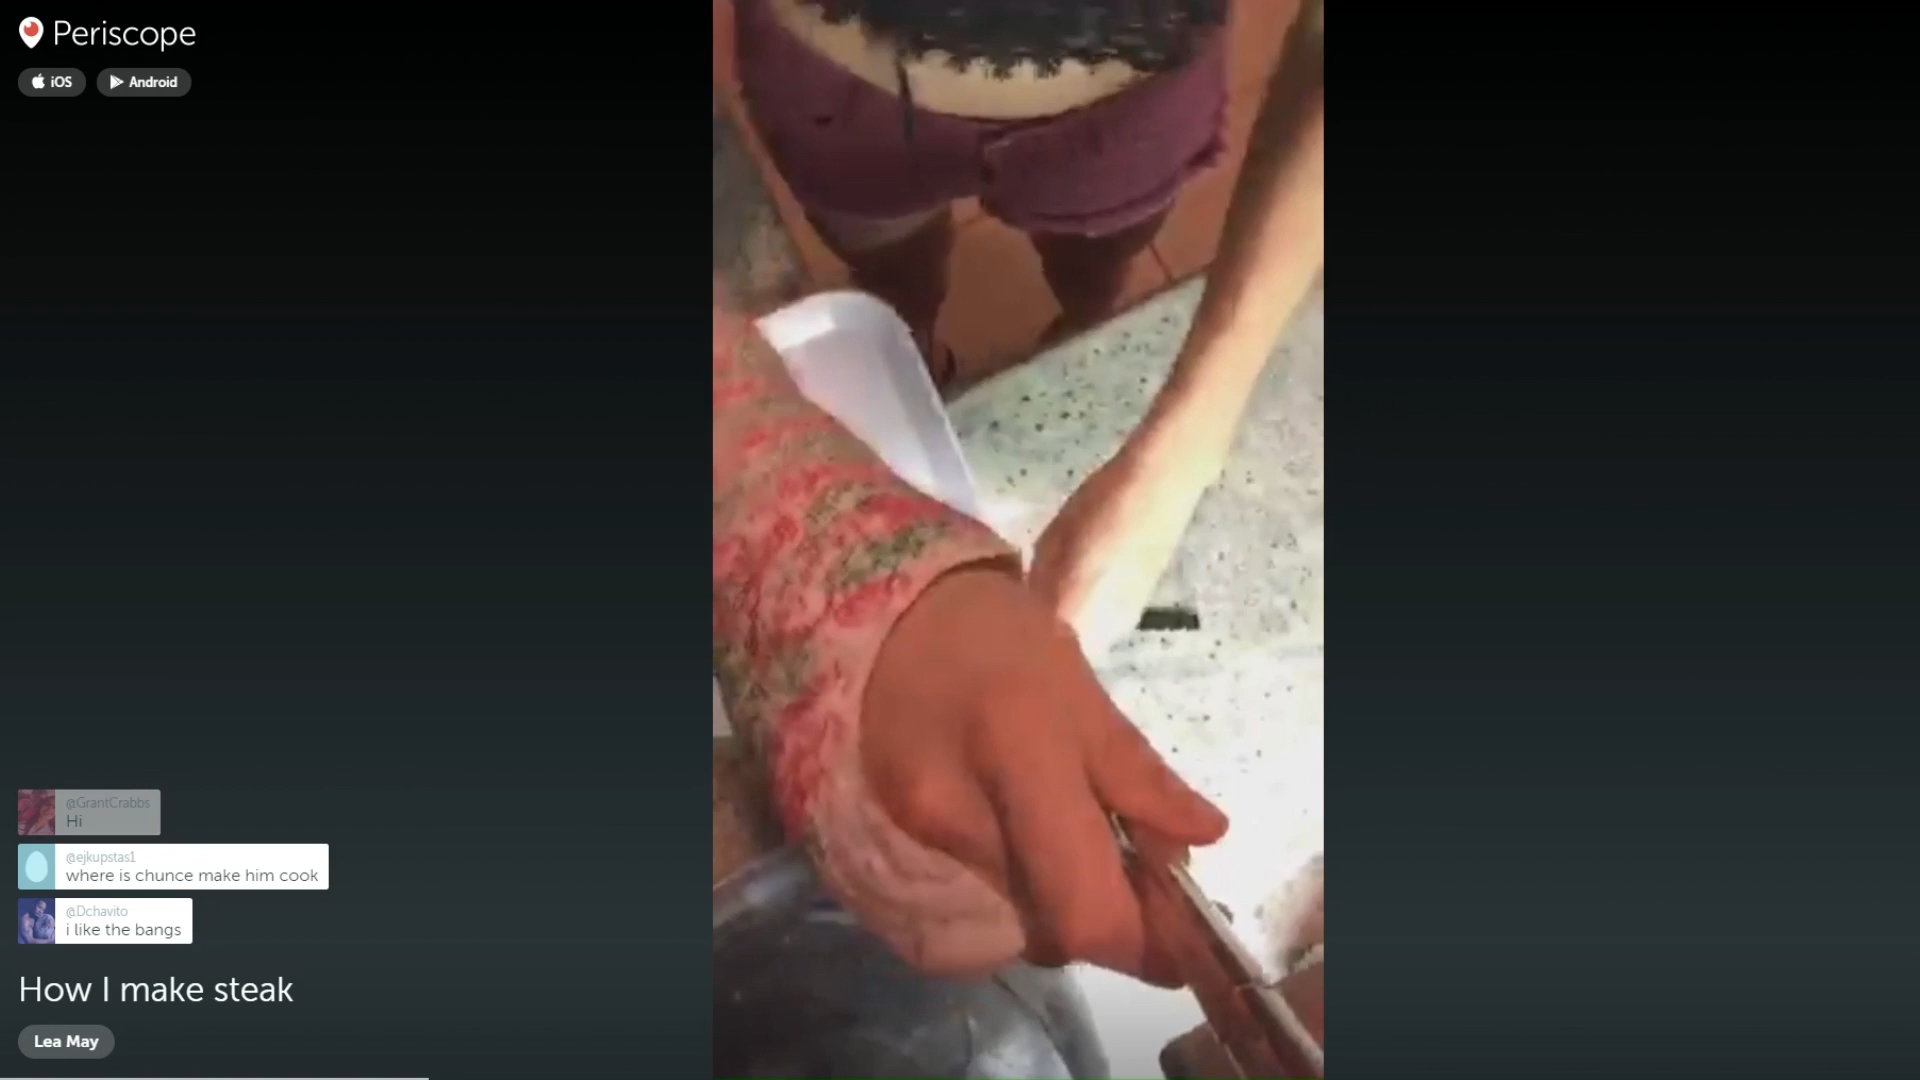 Periscope
iOS
Android
@GrantCrabbs
Hi
@ejkupstas1
where is chunce make him cook
@Dchavito
i like the bangs
How I make steak
Lea May